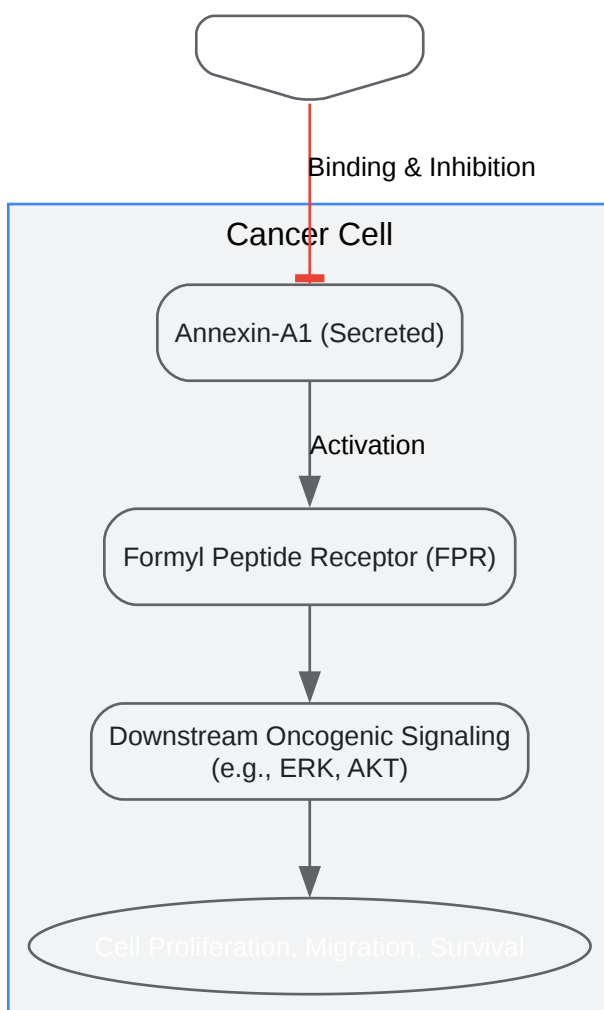 Binding & Inhibition
Cancer Cell
Annexin-A1 (Secreted)
Activation
Formyl Peptide Receptor (FPR)
Downstream Oncogenic Signaling
(e.g., ERK, AKT)
Cell Proliferation, Migration, Survival